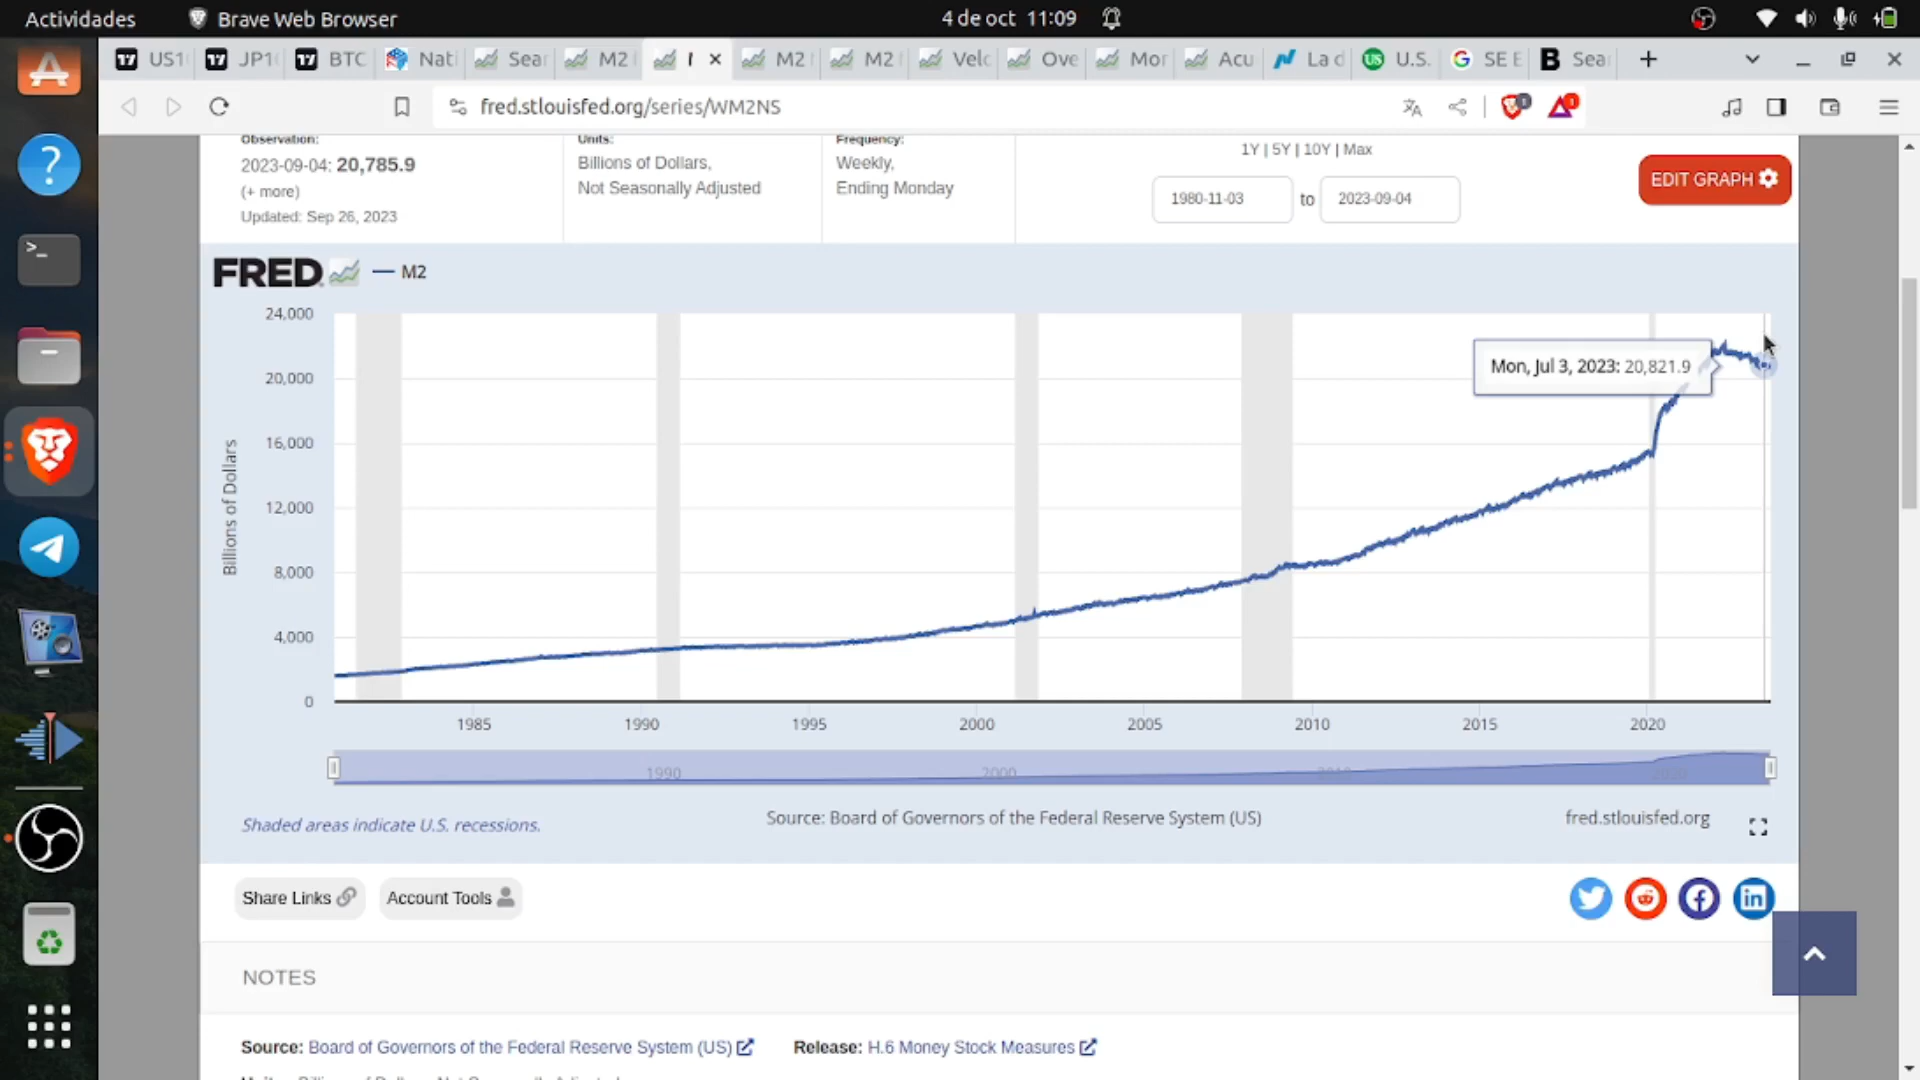 Actividades
Brave Web Browser
4 de oct 11:09
US1
JP1
BTC
Nati
Sear
M2
M2
M2
Velo
Ove
Mor
Acu
La d
U.S.
SE E
Sea
fred.stlouisfed.org/series/WM2NS
Observation:
2023-09-04: 20,785.9
(+ more)
Updated: Sep 26, 2023
Units:
Billions of Dollars,
Not Seasonally Adjusted
Frequency:
Weekly,
Ending Monday
1Y | 5Y | 10Y | Max
1980-11-03 to 2023-09-04
EDIT GRAPH
FRED
M2
24,000
20,000
16,000
12,000
8,000
4,000
0
Billions of Dollars
Mon, Jul 3, 2023: 20,821.9
1985 1990 1995 2000 2005 2010 2015 2020
1990 2000 2010 2020
Shaded areas indicate U.S. recessions.
Source: Board of Governors of the Federal Reserve System (US)
fred.stlouisfed.org
Share Links
Account Tools
NOTES
Source: Board of Governors of the Federal Reserve System (US)
Release: H.6 Money Stock Measures